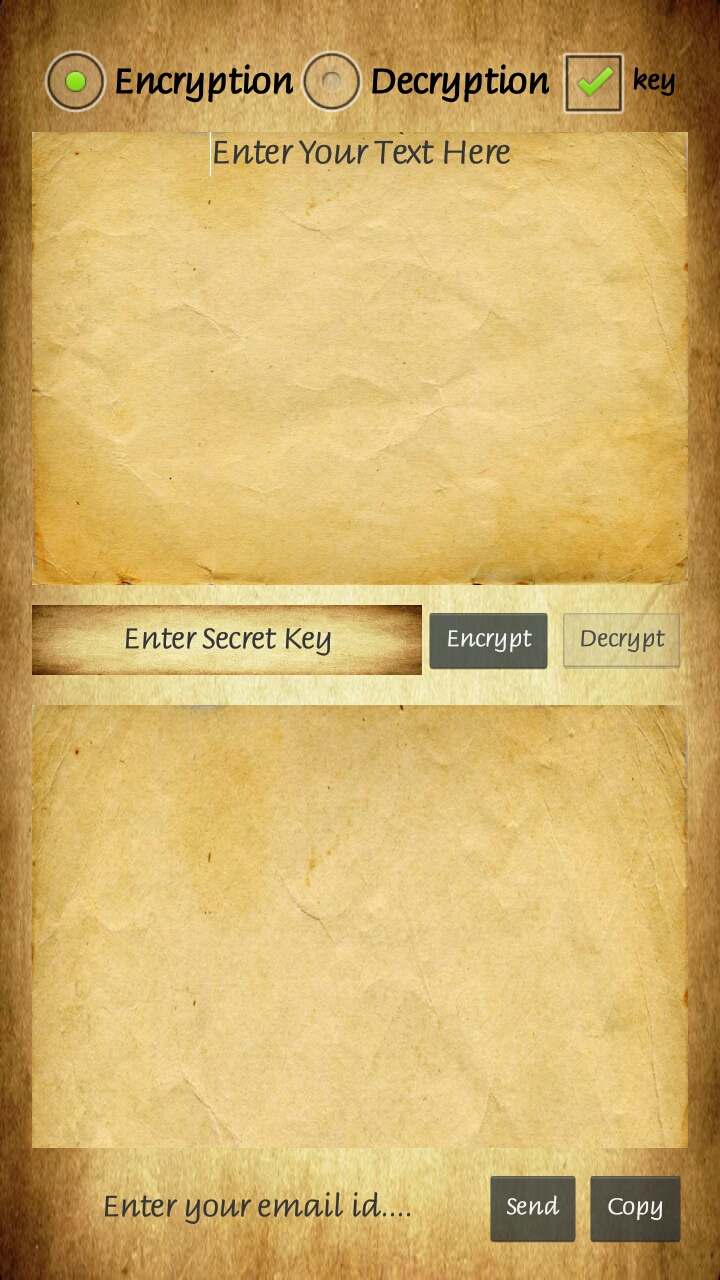 Encryption Decryption key
Enter Your Text Here
Enter Secret Key Encrypt Decrypt
Enter your email id.... Send Copy